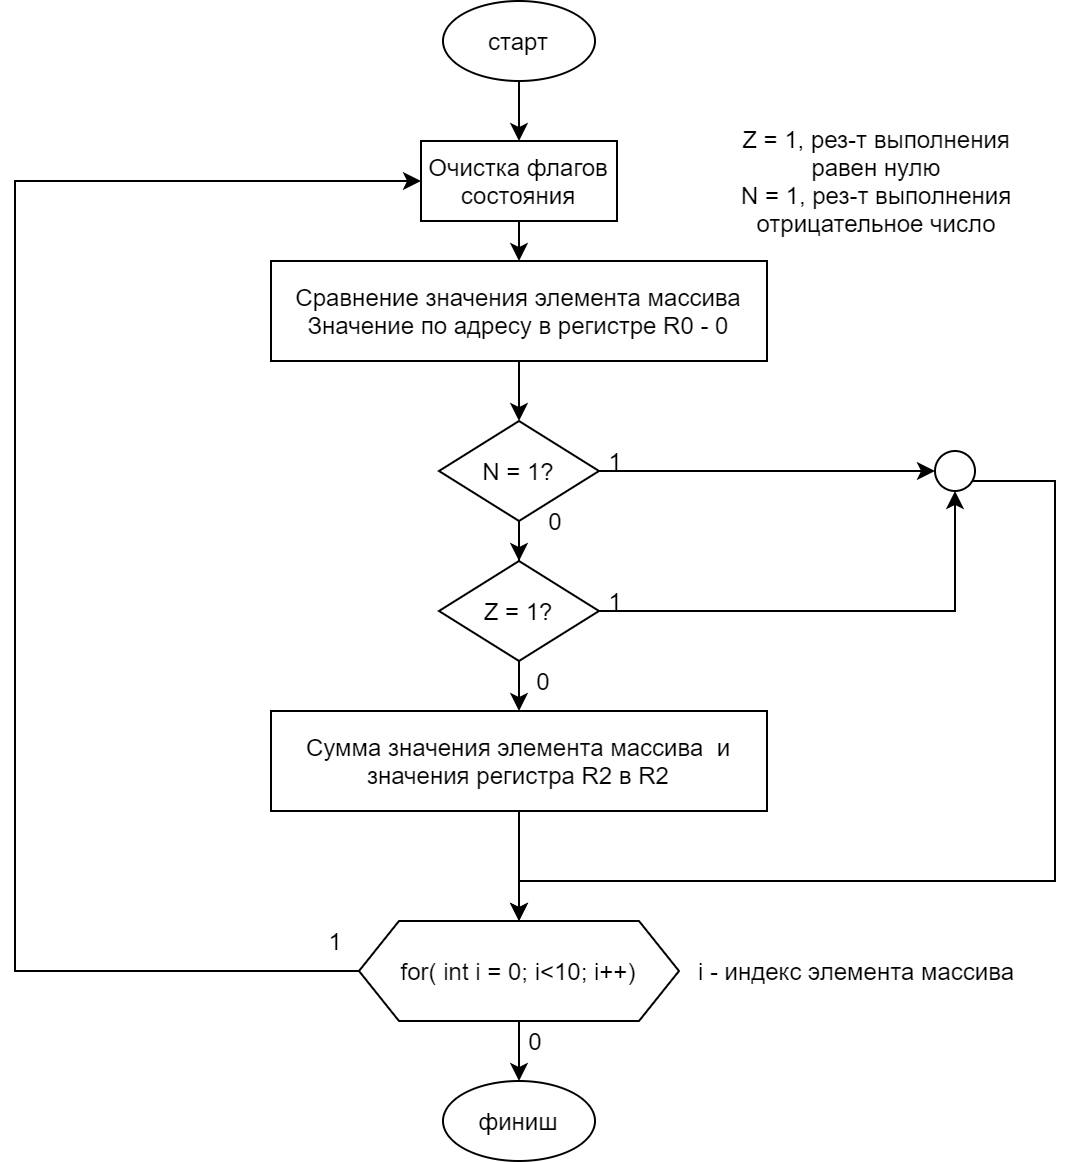 старт
Очистка флагов
состояния
Z = 1, рез-т выполнения
равен нулю
N = 1, рез-т выполнения
отрицательное число
Сравнение значения элемента массива
Значение по адресу в регистре R0 - 0
N = 1?
1
0
Z = 1?
1
0
Сумма значения элемента массива и
значения регистра R2 в R2
1
for( int i = 0; i<10; i++)
i - индекс элемента массива
0
финиш